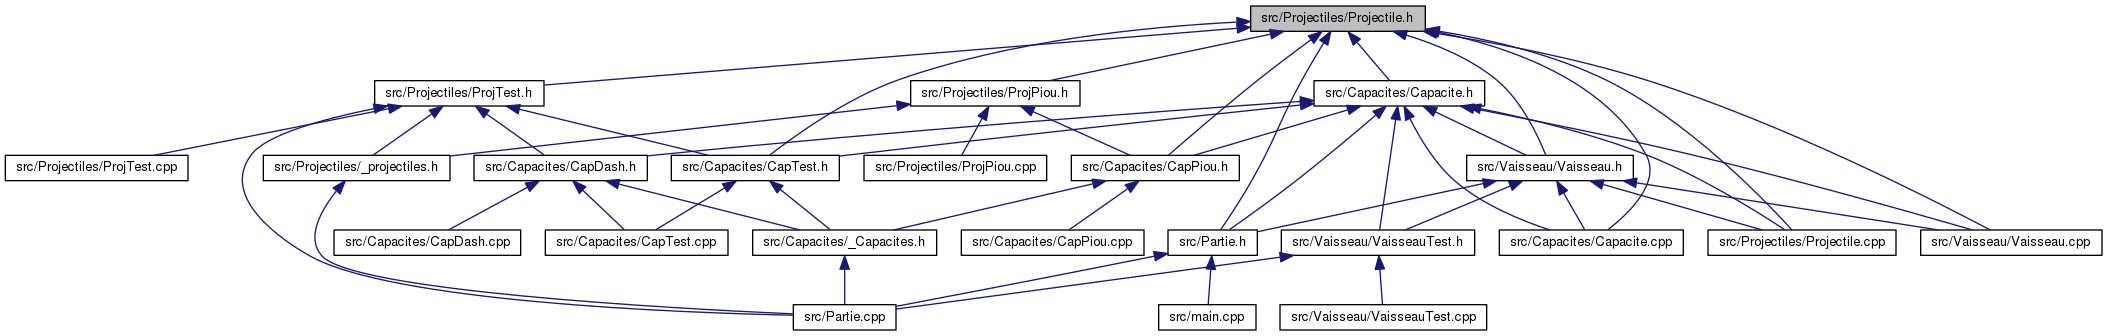 src/Projectiles/Projectile.h
src/Projectiles/ProjTest.h
src/Projectiles/ProjPiou.h
src/Capacites/Capacite.h
src/Projectiles/ProjTest.cpp
src/Projectiles/_projectiles.h
src/Capacites/CapDash.h
src/Capacites/CapTest.h
src/Projectiles/ProjPiou.cpp
src/Capacites/CapPiou.h
src/Vaisseau/Vaisseau.h
src/Capacites/CapDash.cpp
src/Capacites/CapTest.cpp
src/Capacites/_Capacites.h
src/Capacites/CapPiou.cpp
src/Partie.h
src/Vaisseau/VaisseauTest.h
src/Capacites/Capacite.cpp
src/Projectiles/Projectile.cpp
src/Vaisseau/Vaisseau.cpp
src/Partie.cpp
src/main.cpp
src/Vaisseau/VaisseauTest.cpp